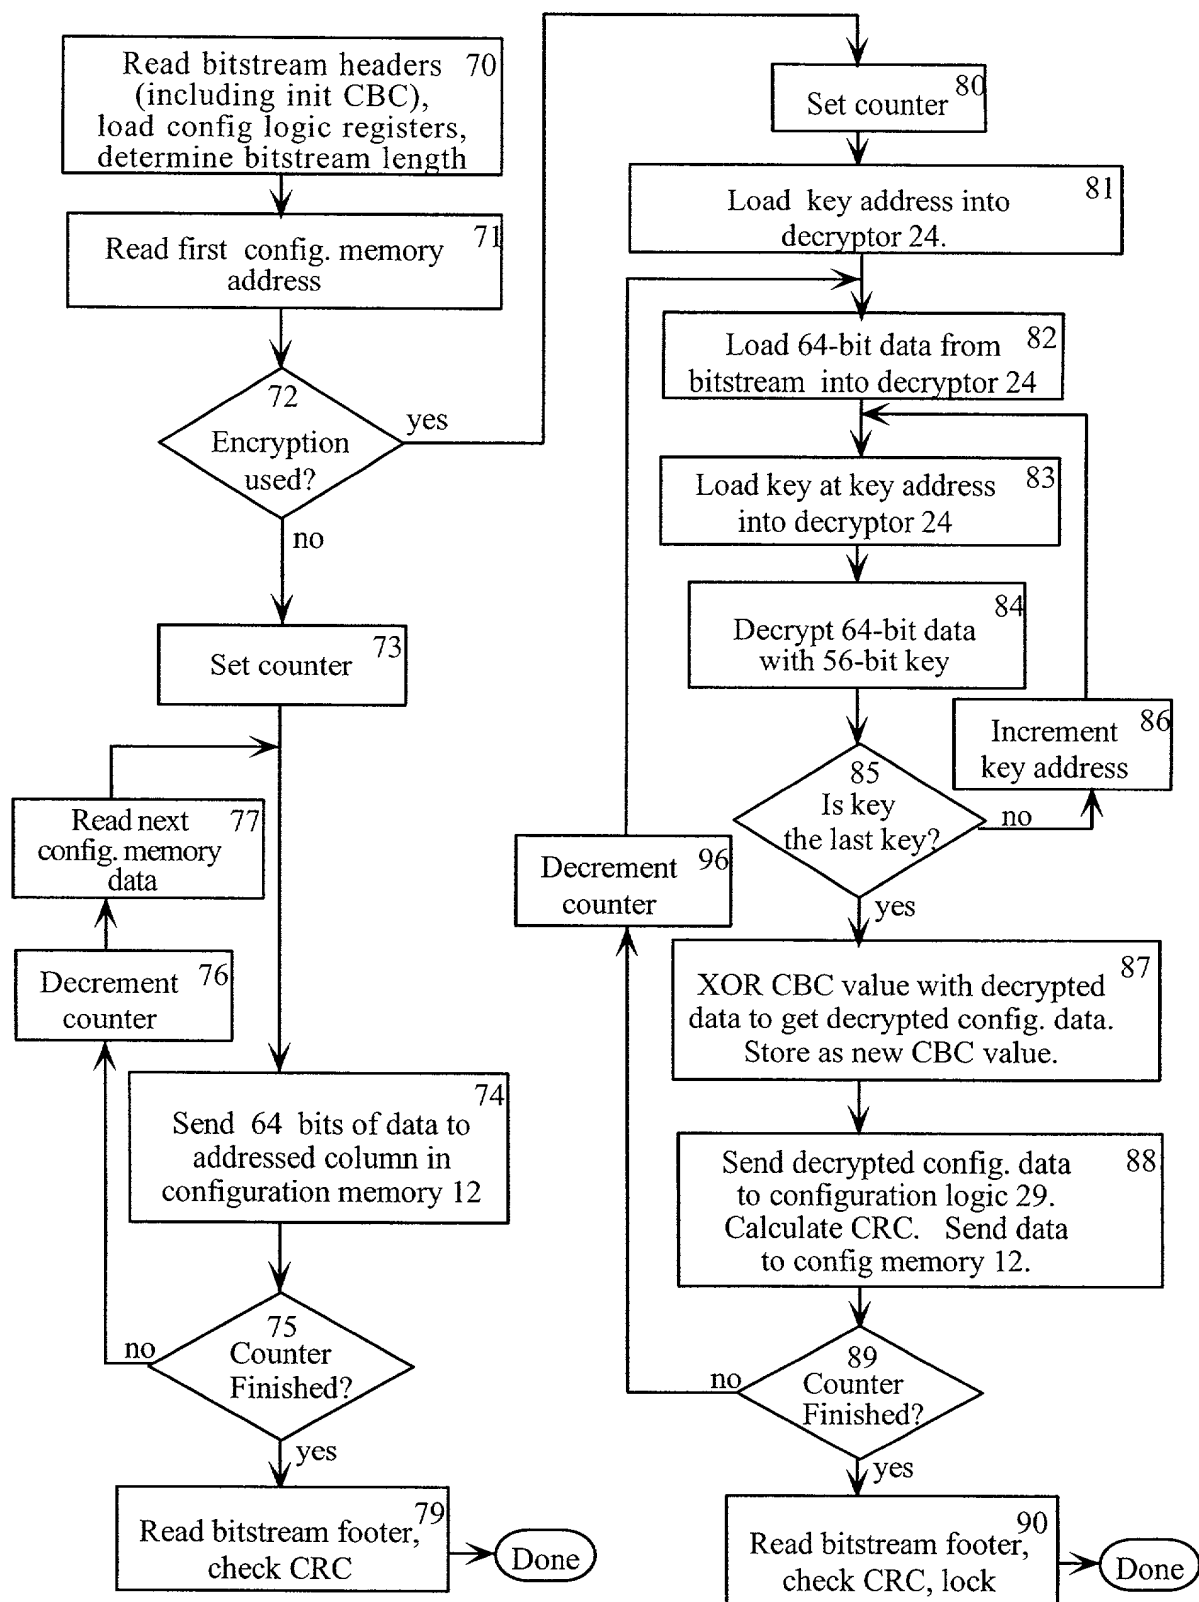 Read bitstream headers 70
(including init CBC),
load config logic registers,
determine bitstream length
Read first config. memory 71
address
72
Encryption
used?
yes
no
73
Set counter
77
Read next
config. memory
data
76
Decrement
counter
74
Send 64 bits of data to
addressed column in
configuration memory 12
75
Counter
Finished?
no
yes
79
Read bitstream footer,
check CRC
Done
80
Set counter
81
Load key address into
decryptor 24.
82
Load 64-bit data from
bitstream into decryptor 24
83
Load key at key address
into decryptor 24
84
Decrypt 64-bit data
with 56-bit key
85
Is key
the last key?
no
yes
86
Increment
key address
96
Decrement
counter
87
XOR CBC value with decrypted
data to get decrypted config. data.
Store as new CBC value.
88
Send decrypted config. data
to configuration logic 29.
Calculate CRC. Send data
to config memory 12.
89
Counter
Finished?
no
yes
90
Read bitstream footer,
check CRC, lock
Done